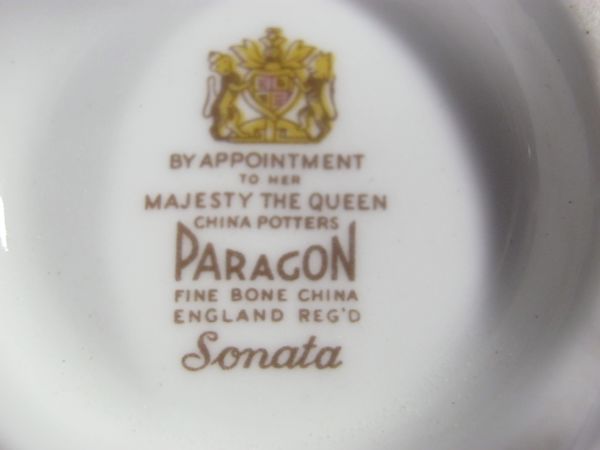 BY APPOINTMENT
TO HER
MAJESTY THE QUEEN
CHINA POTTERS
PARAGON
FINE BONE CHINA
ENGLAND REG'D
Sonata